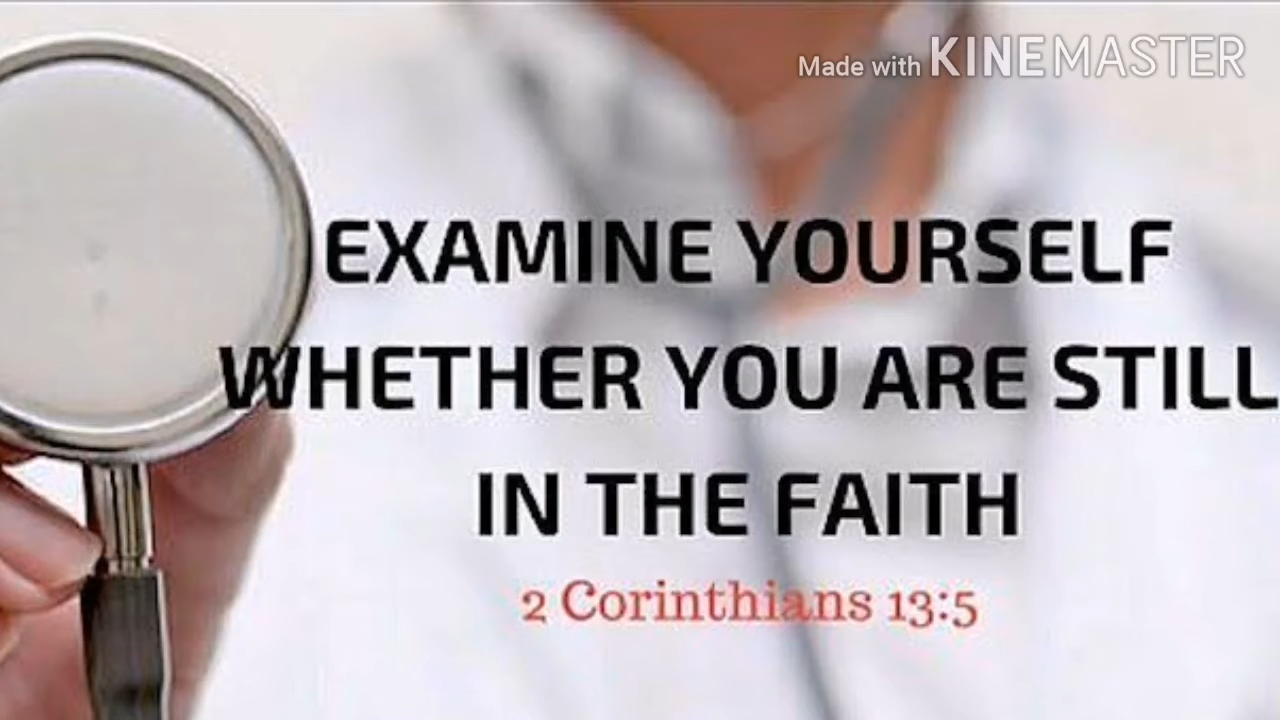 Made with KINEMASTER
EXAMINE YOURSELF
WHETHER YOU ARE STILL
IN THE FAITH
2 Corinthians 13:5